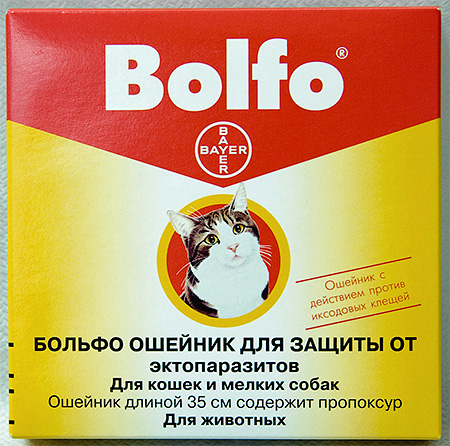 Bolfo®
BAYER
BAYER
Ошейник с
действием против
иксодовых клещей
БОЛЬФО ОШЕЙНИК ДЛЯ ЗАЩИТЫ ОТ
эктопаразитов
Для кошек и мелких собак
Ошейник длиной 35 см содержит пропоксур
Для животных